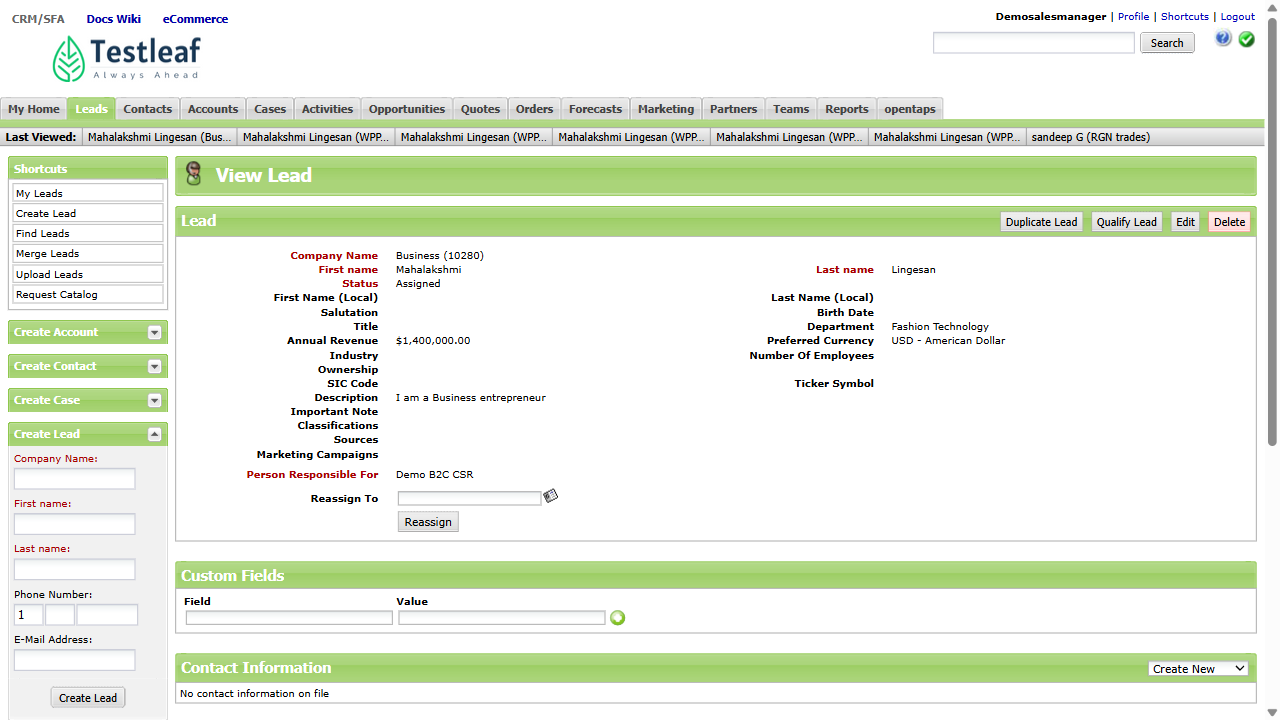 CRM/SFA Docs Wiki eCommerce
Demosalesmanager | Profile | Shortcuts | Logout
Testleaf
Always Ahead
Search
My Home Leads Contacts Accounts Cases Activities Opportunities Quotes Orders Forecasts Marketing Partners Teams Reports opentaps
Last Viewed: Mahalakshmi Lingesan (Bus... Mahalakshmi Lingesan (WPP... Mahalakshmi Lingesan (WPP... Mahalakshmi Lingesan (WPP... Mahalakshmi Lingesan (WPP... Mahalakshmi Lingesan (WPP... sandeep G (RGN trades)
Shortcuts
My Leads
Create Lead
Find Leads
Merge Leads
Upload Leads
Request Catalog
Create Account
Create Contact
Create Case
Create Lead
Company Name:
First name:
Last name:
Phone Number:
1
E-Mail Address:
Create Lead
View Lead
Lead Duplicate Lead Qualify Lead Edit Delete
Company Name Business (10280)
First name Mahalakshmi Last name Lingesan
Status Assigned
First Name (Local) Last Name (Local)
Salutation Birth Date
Title Department Fashion Technology
Annual Revenue $1,400,000.00 Preferred Currency USD - American Dollar
Industry Number Of Employees
Ownership
SIC Code Ticker Symbol
Description I am a Business entrepreneur
Important Note
Classifications
Sources
Marketing Campaigns
Person Responsible For Demo B2C CSR
Reassign To
Reassign
Custom Fields
Field Value
Contact Information Create New
No contact information on file